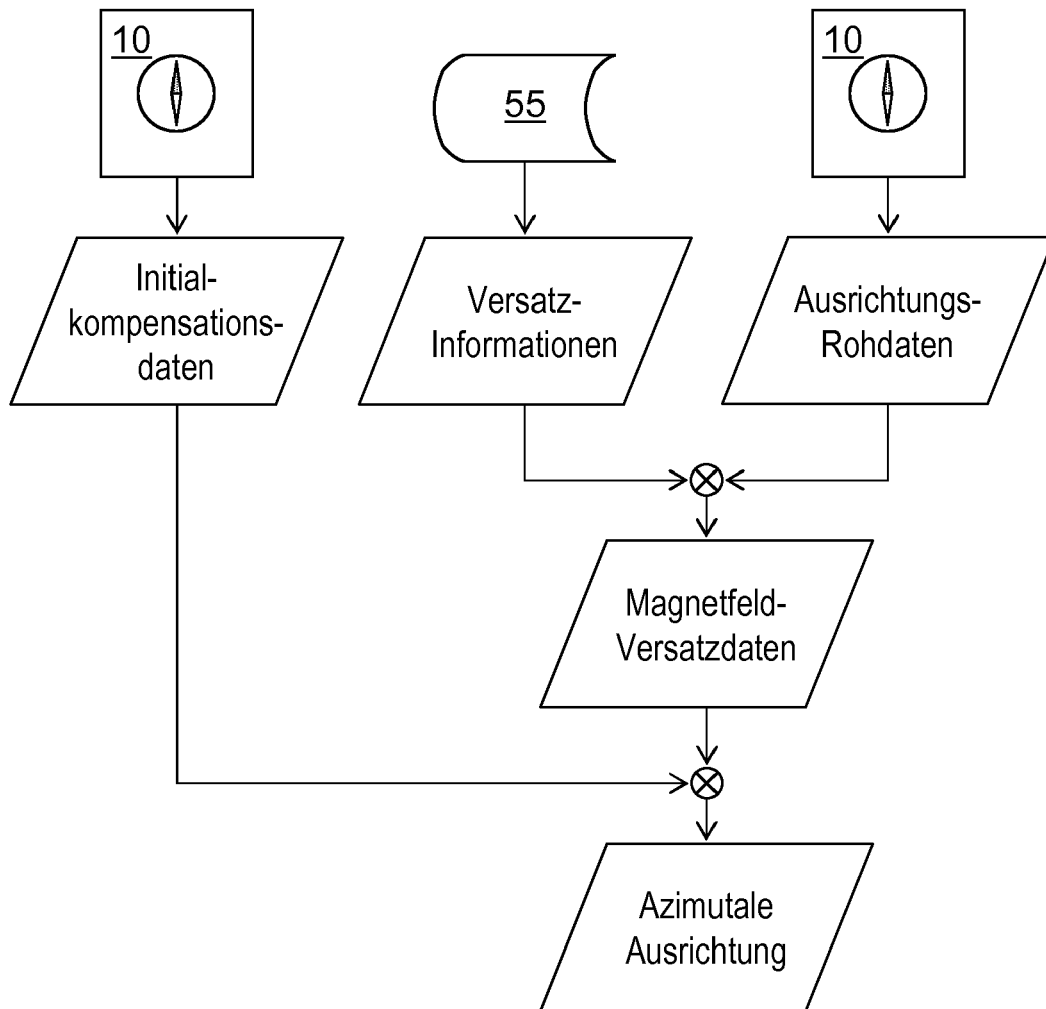 10
55
10
Initial-
kompensations-
daten
Versatz-
Informationen
Ausrichtungs-
Rohdaten
Magnetfeld-
Versatzdaten
Azimutale
Ausrichtung